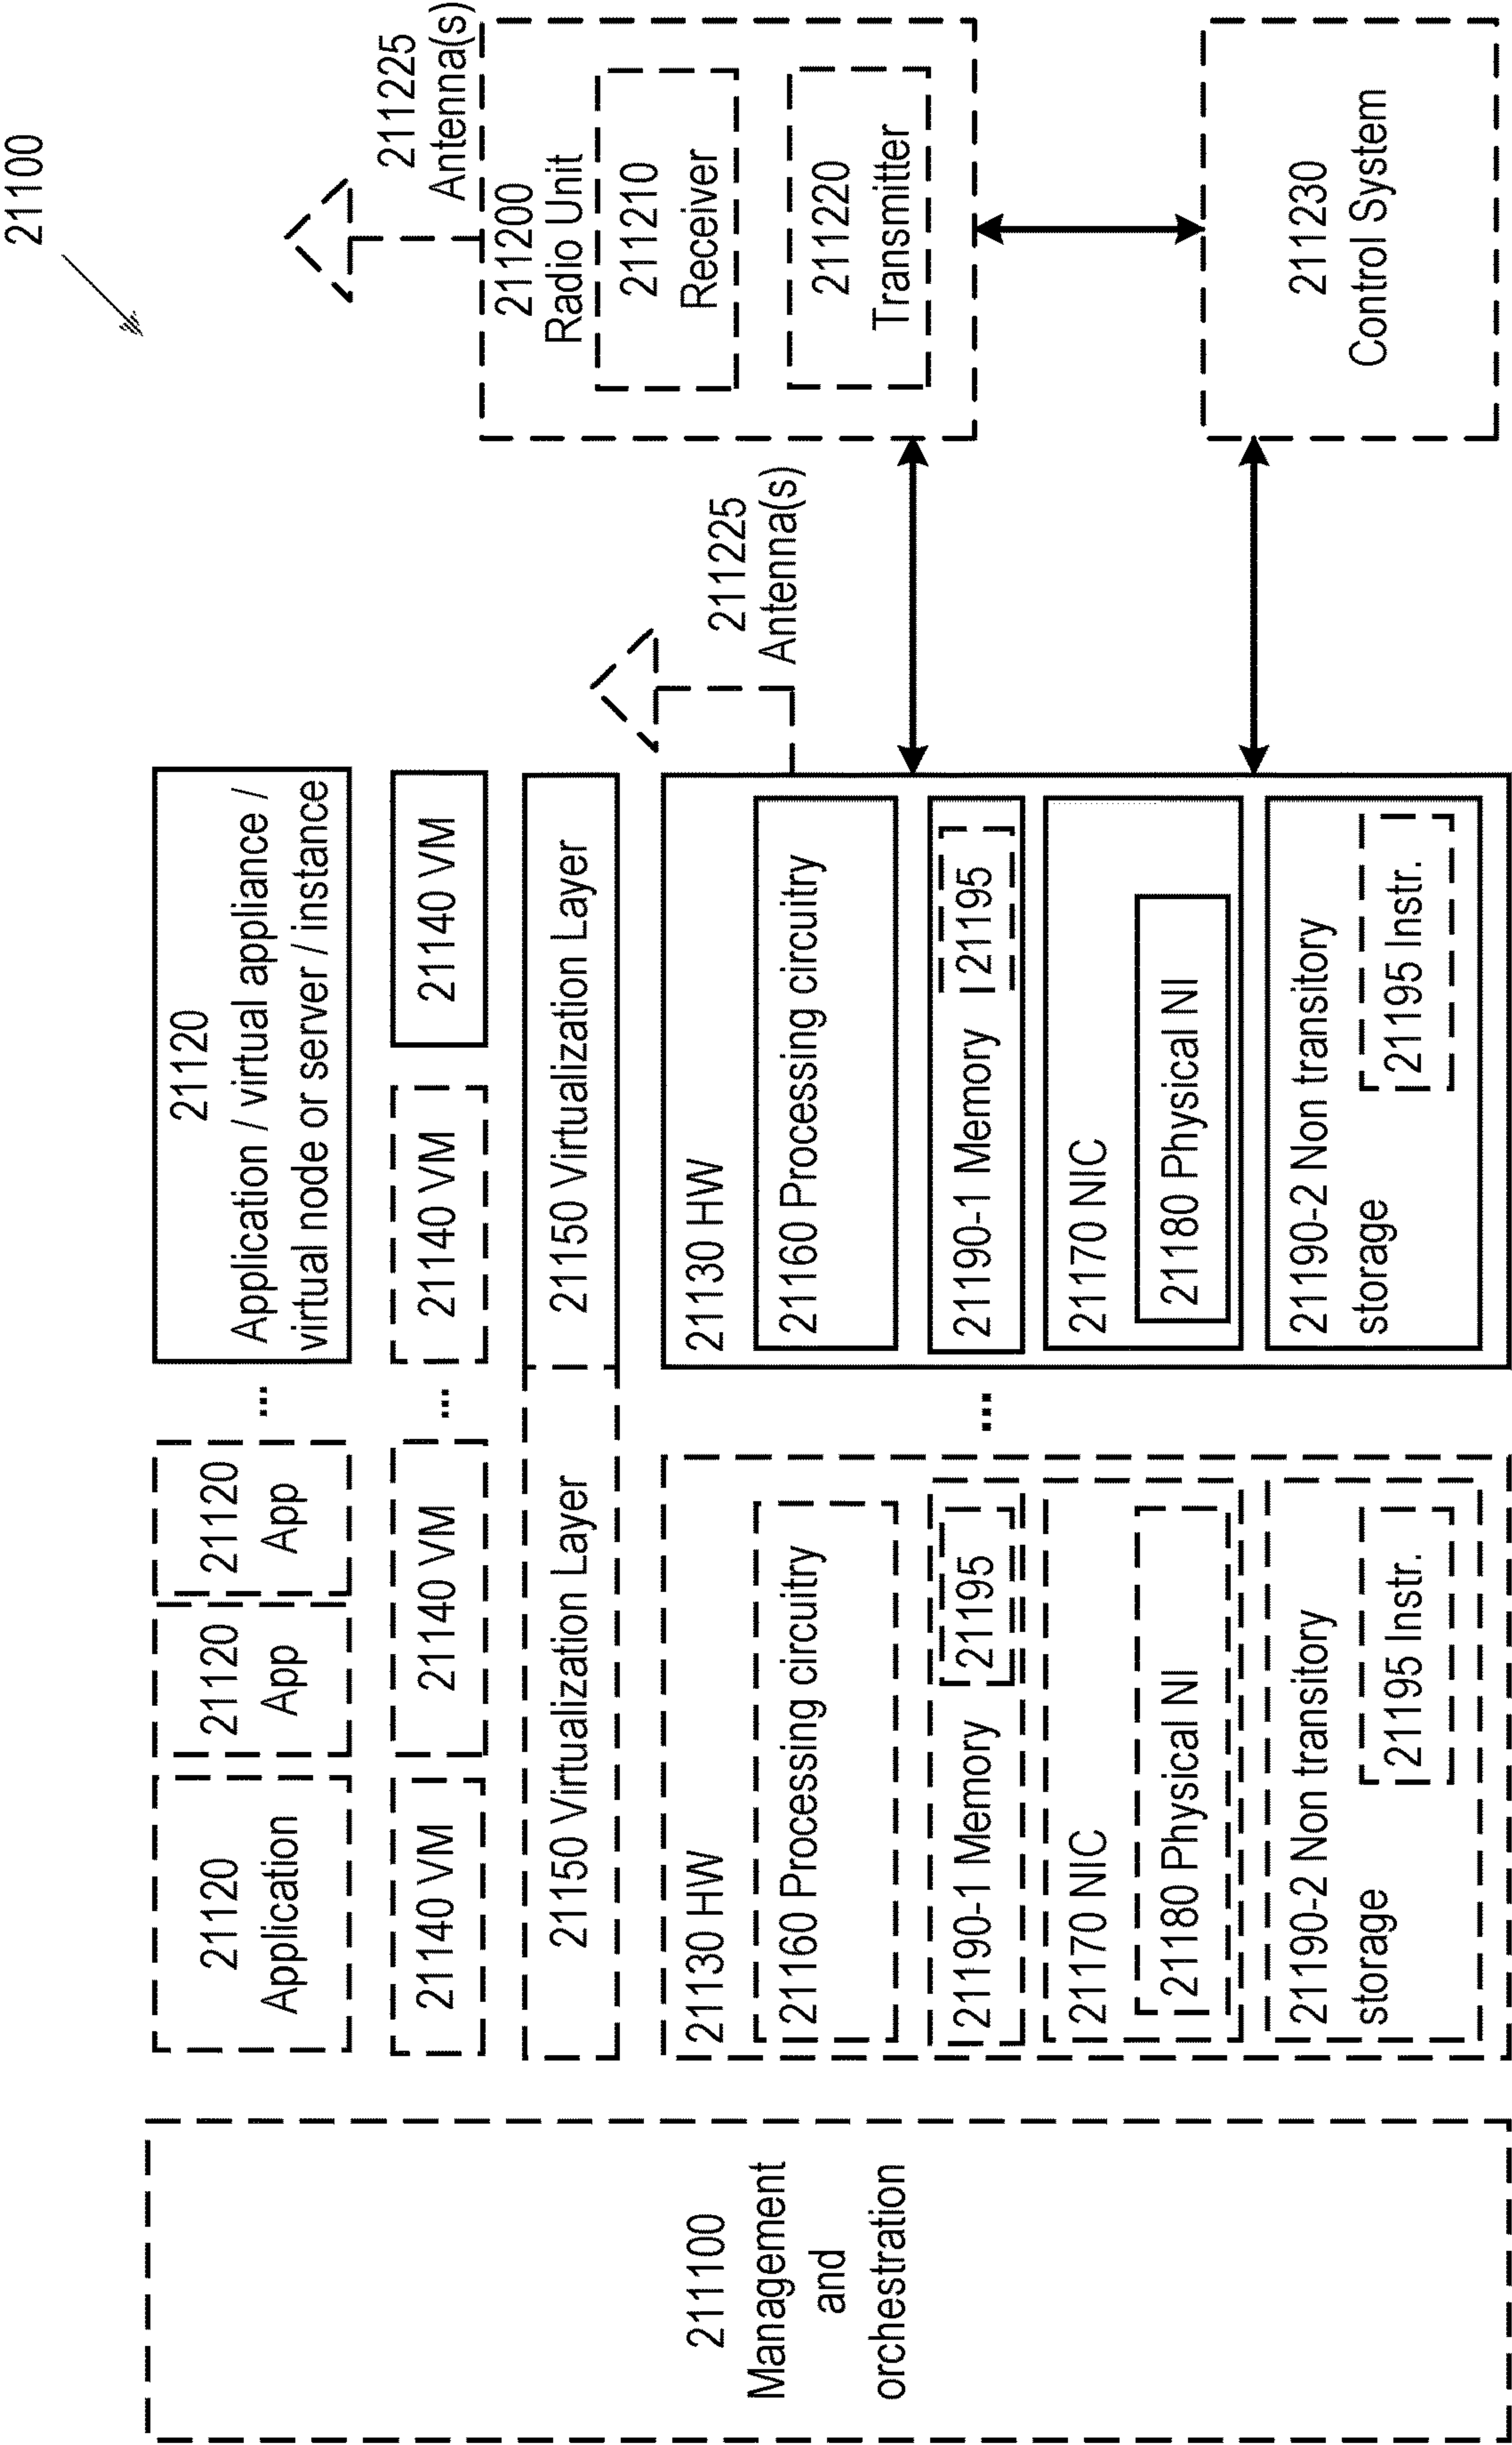 21100
211100
Management
and
orchestration
21120
Application
21120
App
21120
App
...
21120
Application / virtual appliance /
virtual node or server / instance
21140 VM
21140 VM
...
21140 VM
21140 VM
21150 Virtualization Layer
21150 Virtualization Layer
21130 HW
21160 Processing circuitry
21190-1 Memory
21195
21170 NIC
21180 Physical NI
21190-2 Non transitory
storage
21195 Instr.
...
21130 HW
21160 Processing circuitry
21190-1 Memory
21195
21170 NIC
21180 Physical NI
21190-2 Non transitory
storage
21195 Instr.
211225
Antenna(s)
211225
Antenna(s)
211200
Radio Unit
211210
Receiver
211220
Transmitter
211230
Control System